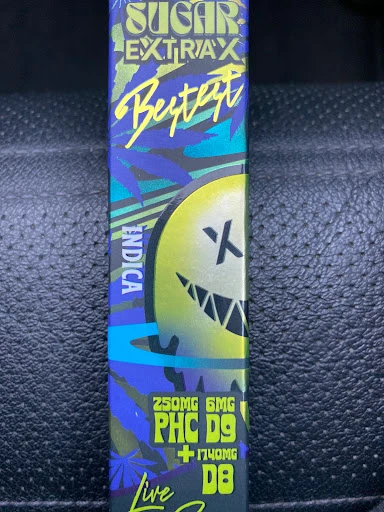 SUGAR
EXTRAX
Bestest
INDICA
250MG 6MG
PHC D9
+ 1740MG
D8
Live